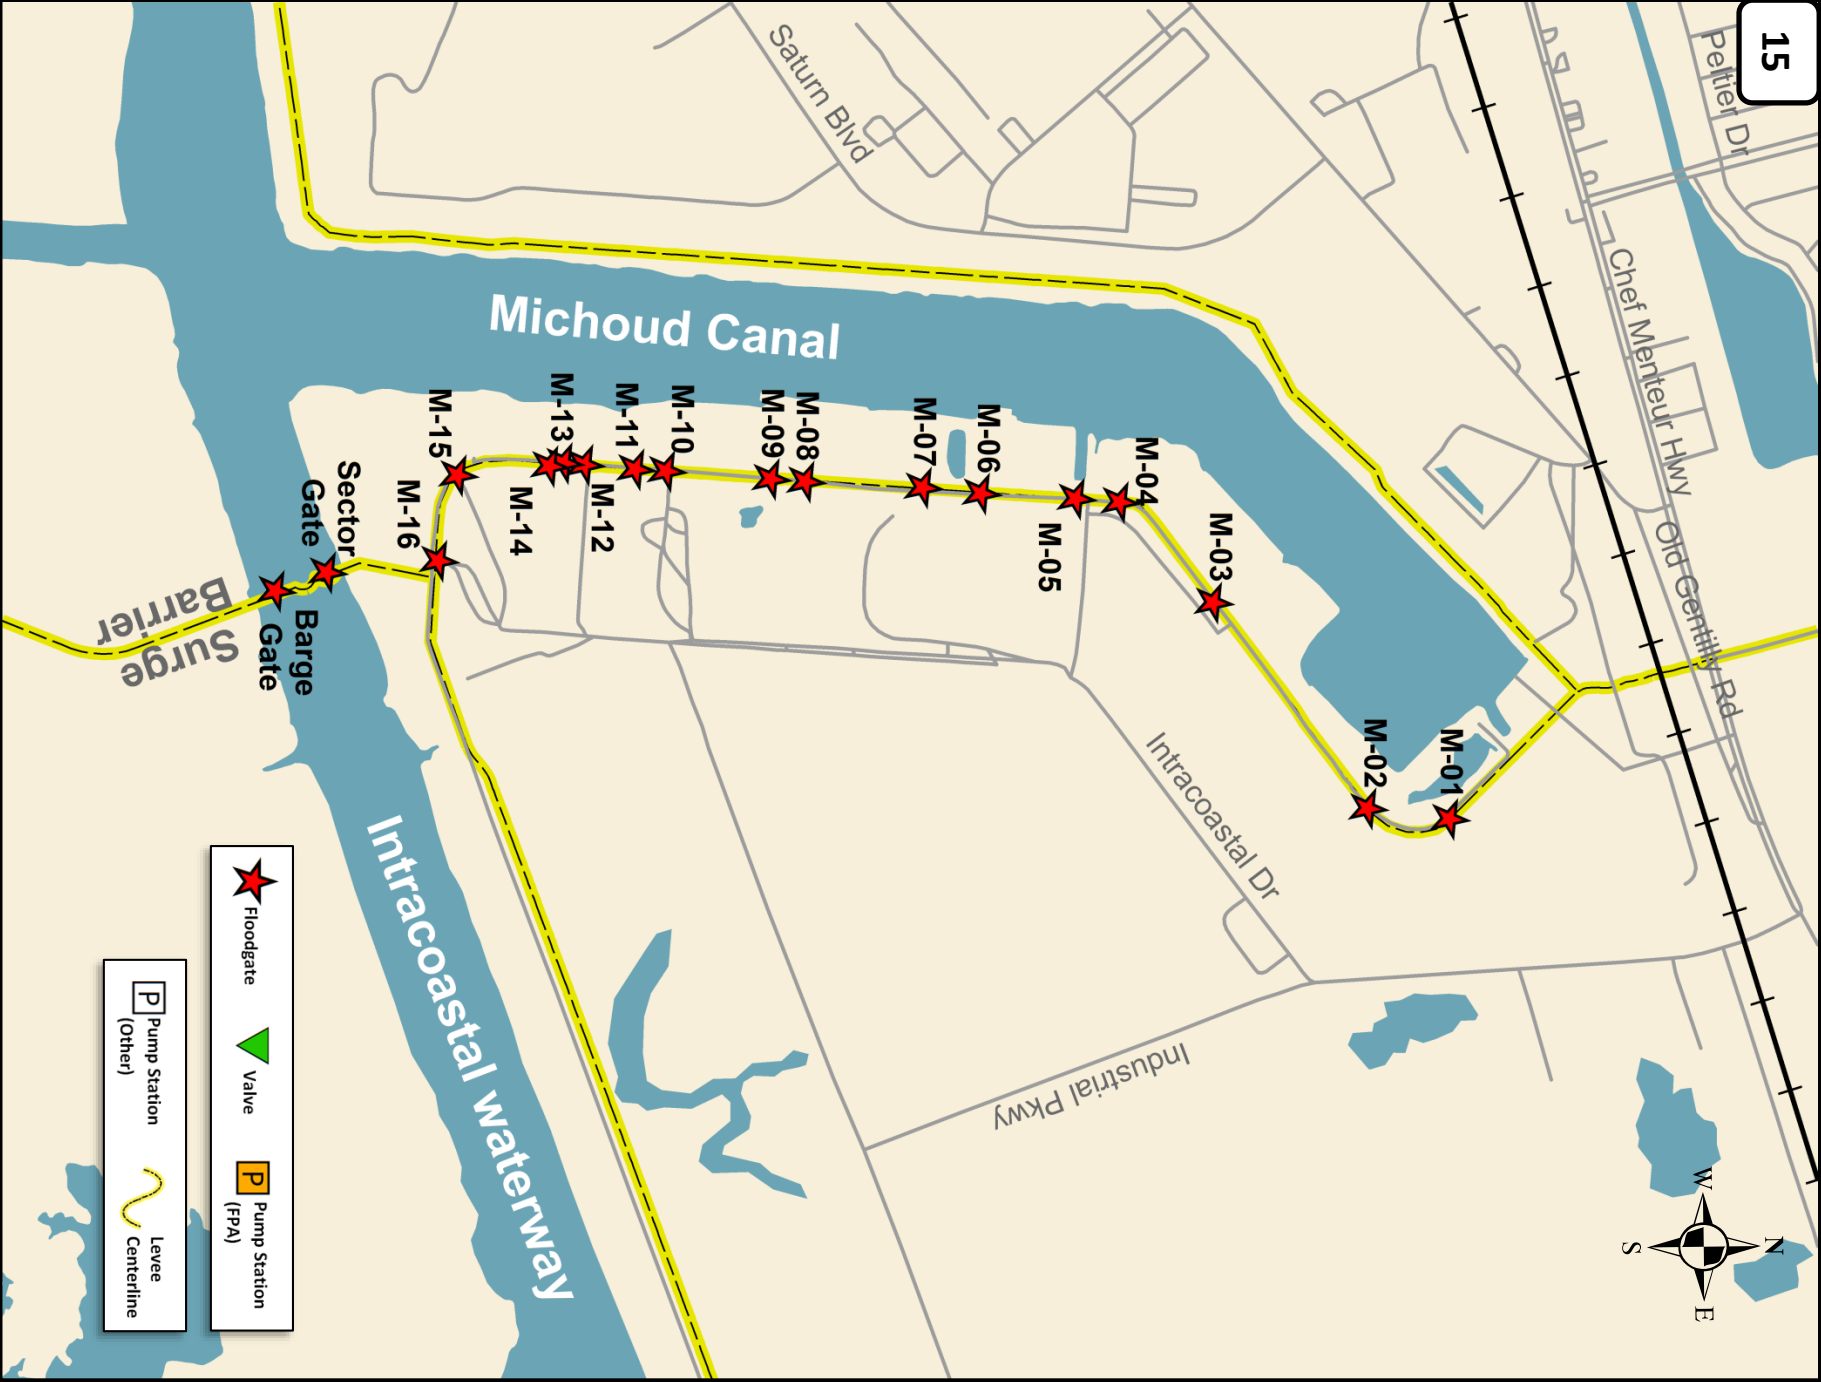 15
Peltier Dr
Chef Menteur Hwy
Old Gentilly Rd
Saturn Blvd
Michoud Canal
M-01
M-02
M-03
M-04
M-05
M-06
M-07
M-08
M-09
M-10
M-11
M-12
M-13
M-14
M-15
M-16
Sector
Gate
Barge
Gate
Surge
Barrier
Intracoastal Dr
Industrial Pkwy
Intracoastal waterway
N
W
E
S
Floodgate
Valve
Pump Station
(FPA)
Pump Station
(Other)
Levee
Centerline
P
P